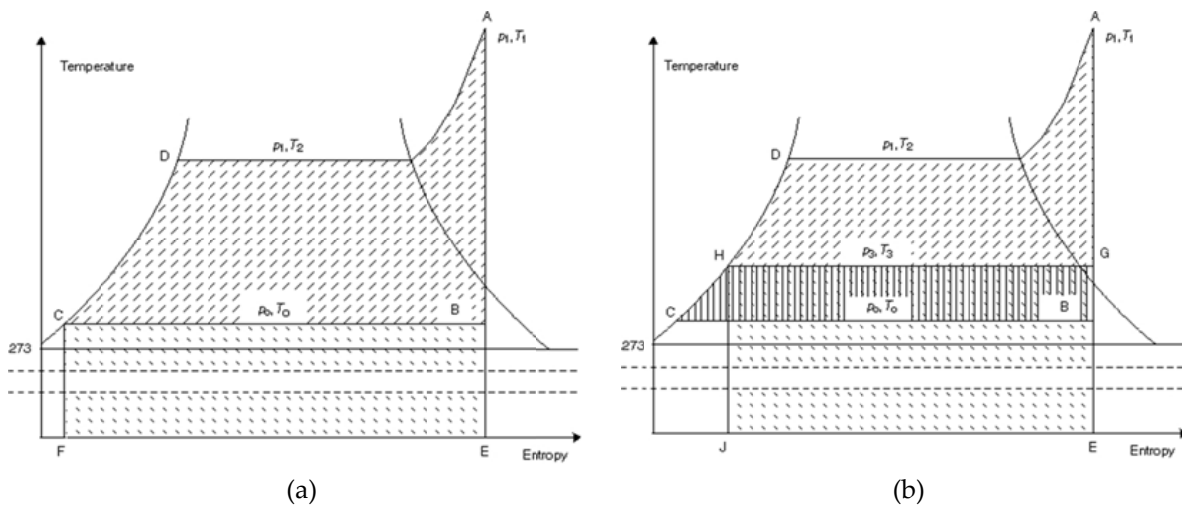 A
p₁,T₁
Temperature
D
p₁,T₂
C
p₀,T₀
B
273
F
E
Entropy
(a)
A
p₁,T₁
Temperature
D
p₁,T₂
H
p₃,T₃
G
p₀,T₀
B
C
273
J
E
Entropy
(b)